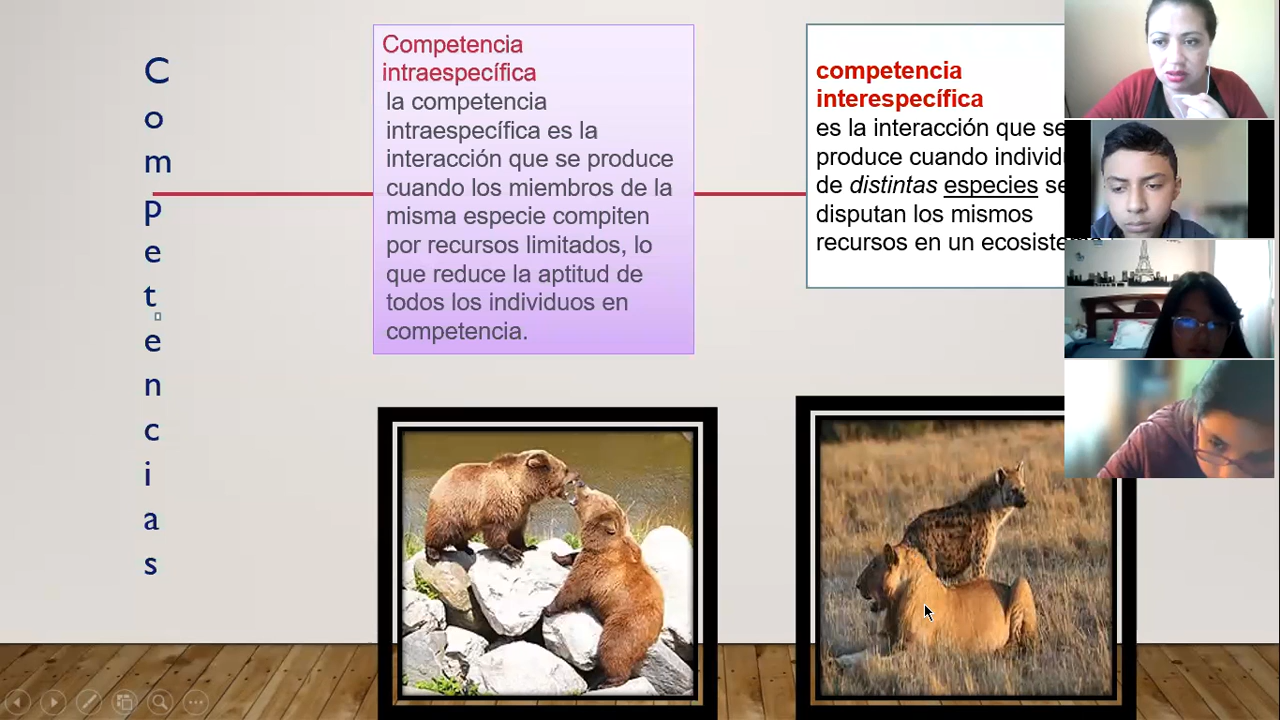 Competencias
Competencia
intraespecífica
la competencia
intraespecífica es la
interacción que se produce
cuando los miembros de la
misma especie compiten
por recursos limitados, lo
que reduce la aptitud de
todos los individuos en
competencia.
competencia
interespecífica
es la interacción que se
produce cuando
de distintas especies se
disputan los mismos
recursos en un